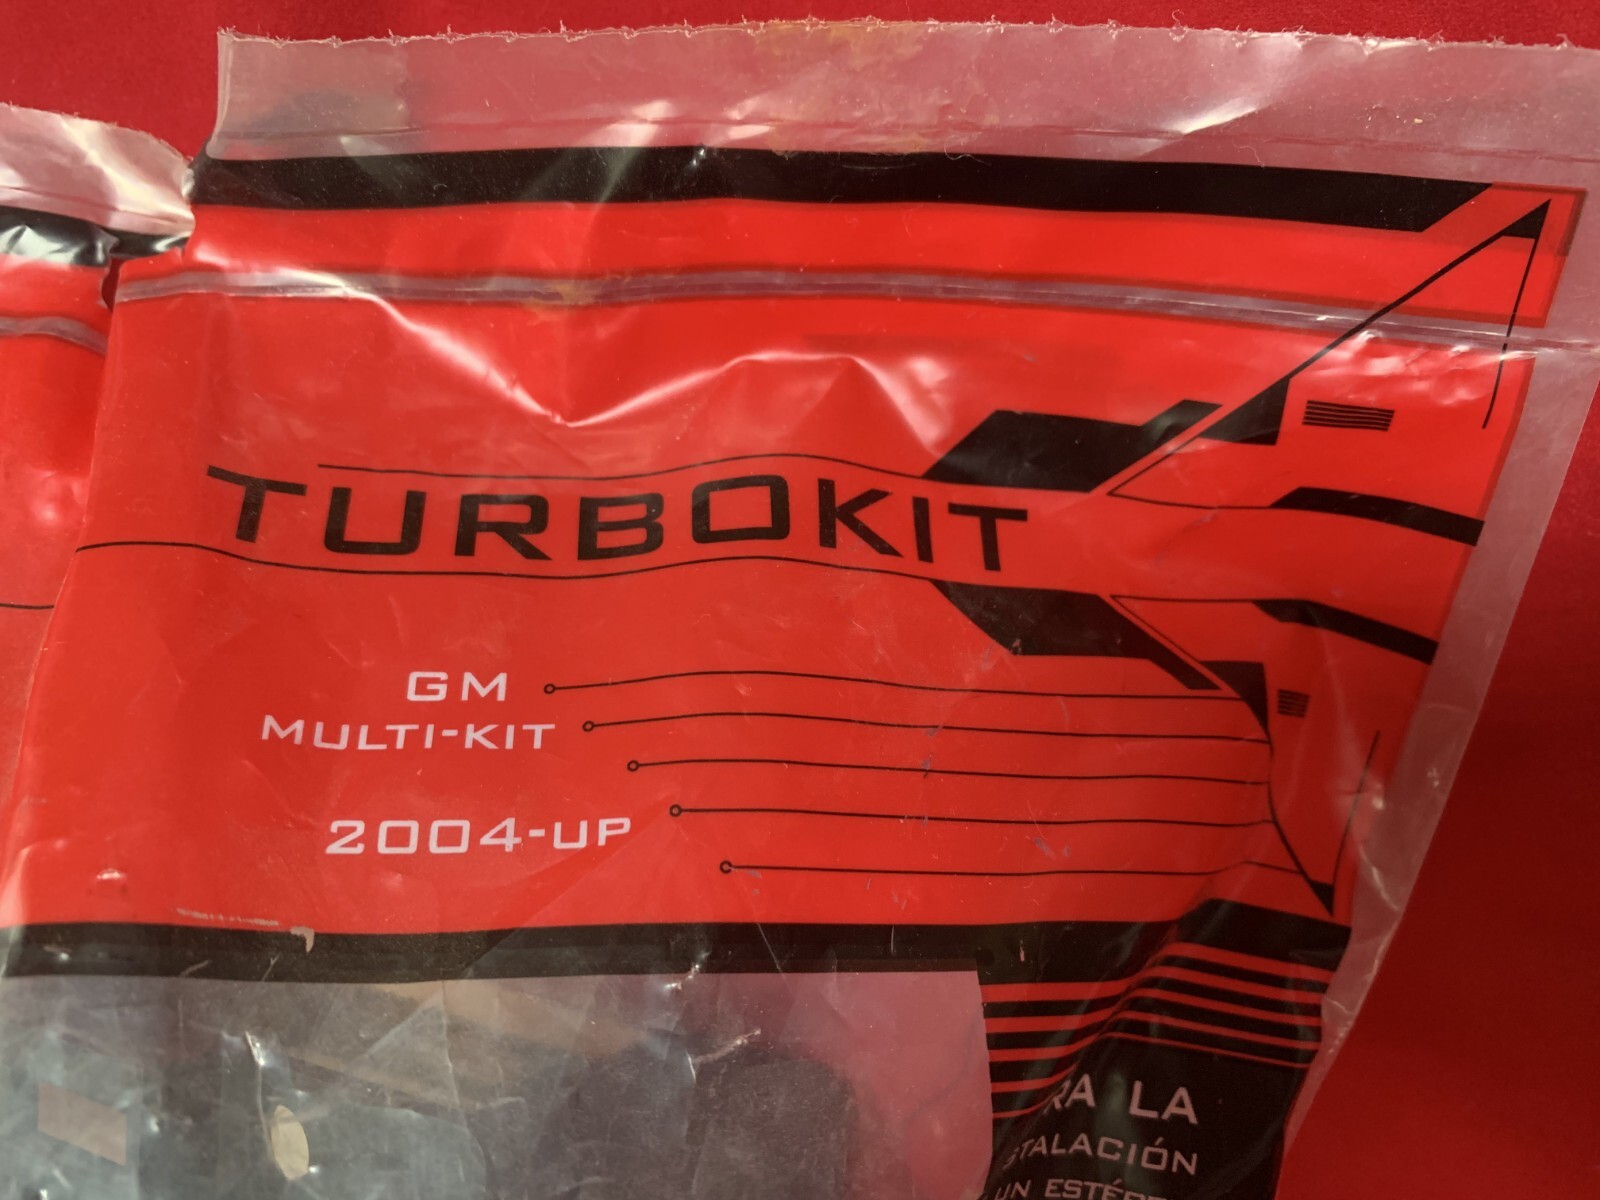 TURBOKIT
GM
MULTI-KIT
2004-UP
RA LA
STALACIÓN
UN ESTÉRE